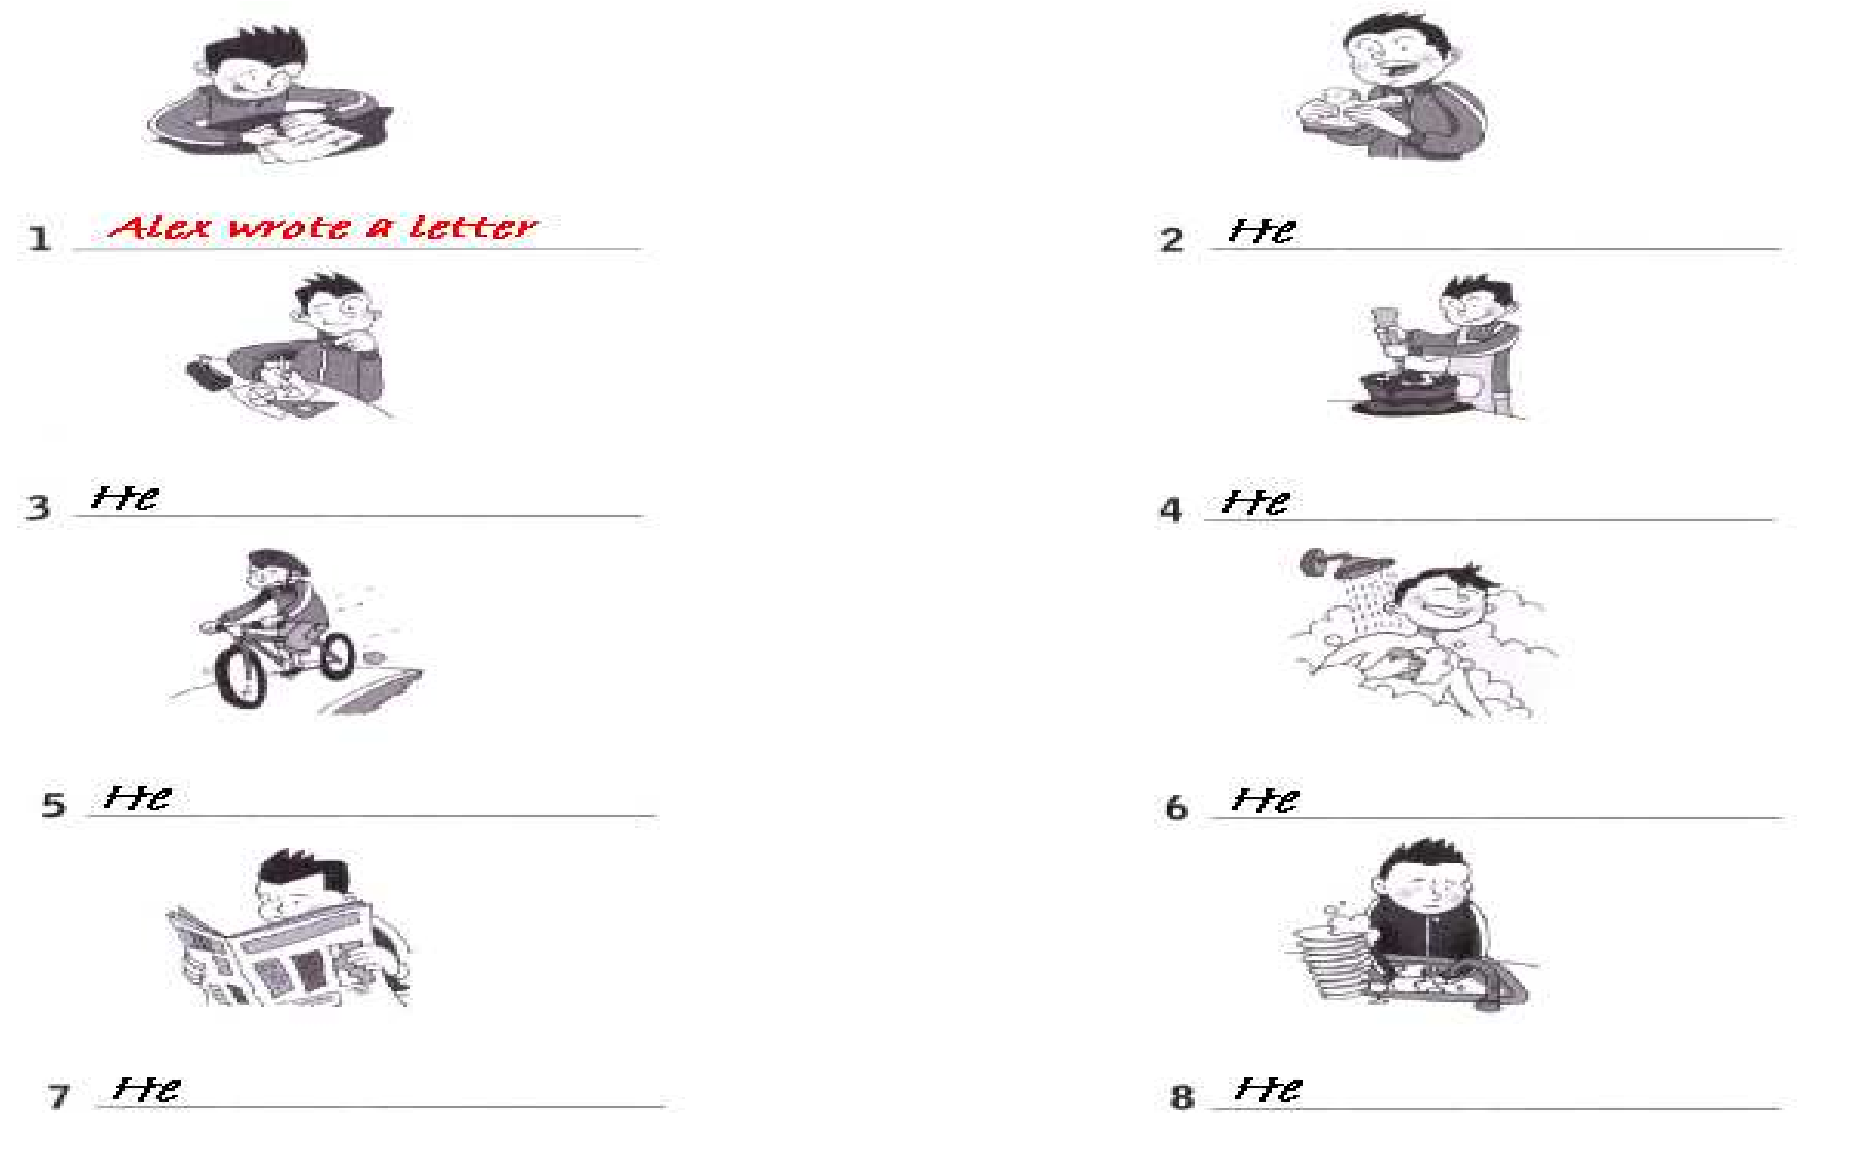 1 Alex wrote a letter
2 He
3 He
4 He
5 He
6 He
7 He
8 He